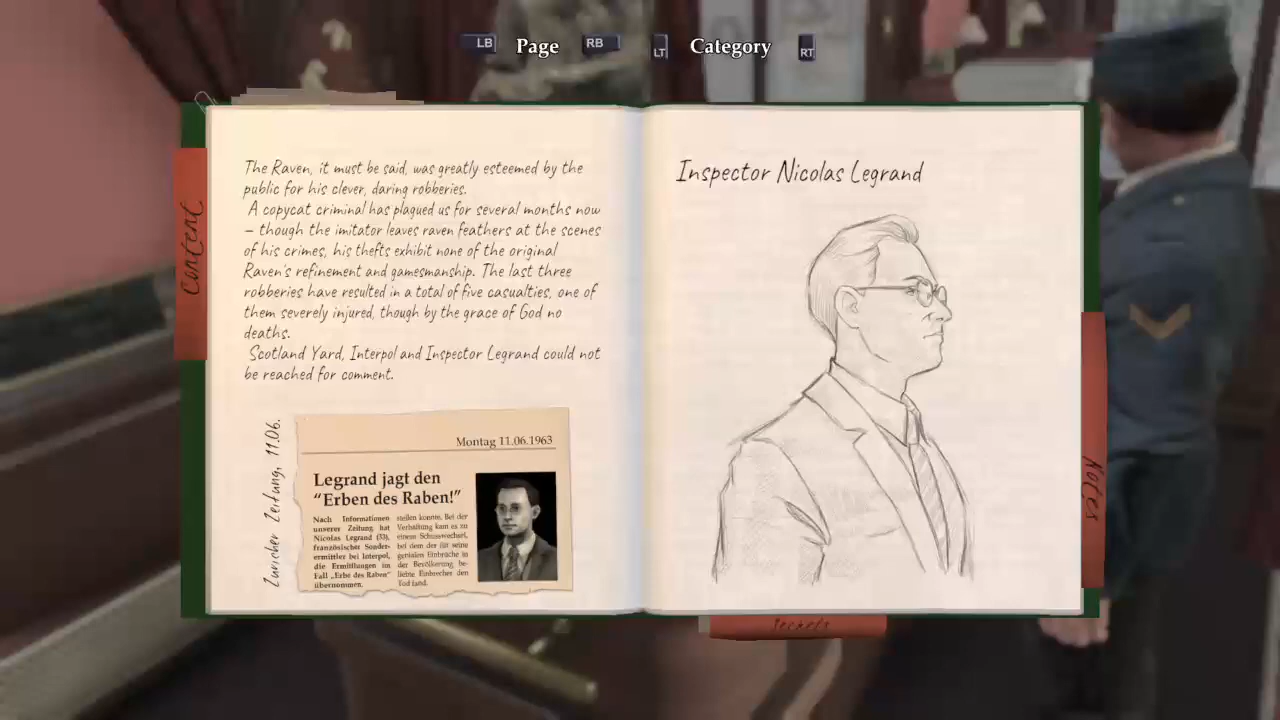 LB Page RB LT Category RT
Content
The Raven, it must be said, was greatly esteemed by the
public for his clever, daring robberies.
A copycat criminal has plagued us for several months now
– though the imitator leaves raven feathers at the scenes
of his crimes, his thefts exhibit none of the original
Raven's refinement and gamesmanship. The last three
robberies have resulted in a total of five casualties, one of
them severely injured, though by the grace of God no
deaths.
Scotland Yard, Interpol and Inspector Legrand could not
be reached for comment.
Züricher Zeitung, 11.06.
Montag 11.06.1963
Legrand jagt den
“Erben des Raben!”
Nach Informationen
unserer Zeitung hat
Nicolas Legrand (33),
französischer Sonder-
ermittler bei Interpol,
die Ermittlungen im
Fall „Erbe des Raben“
übernommen.
stellen konnte. Bei der
Verhaftung kam es zu
einem Schusswechsel,
bei dem der für seine
genialen Einbrüche in
der Bevölkerung be-
liebte Einbrecher den
Tod fand.
Inspector Nicolas Legrand
Notes
Secrets